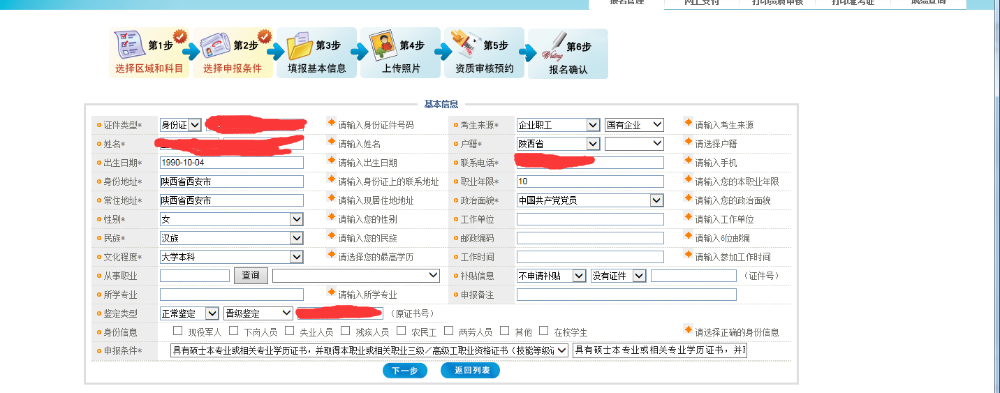 报名管理 网上支付 打印资质审核 打印准考证 成绩查询
第1步 第2步 第3步 第4步 第5步 第6步
选择区域和科目 选择申报条件 填报基本信息 上传照片 资质审核预约 Writing 报名确认
基本信息
证件类型* 身份证 请输入身份证件号码 考生来源* 企业职工 国有企业 请输入考生来源
姓名* 请输入姓名 户籍* 陕西省 请选择户籍
出生日期* 1990-10-04 请输入出生日期 联系电话* 请输入手机
身份地址* 陕西省西安市 请输入身份证上的联系地址 职业年限* 10 请输入您的本职业年限
常住地址* 陕西省西安市 请输入现居住地地址 政治面貌* 中国共产党党员 请输入您的政治面貌
性别* 女 请输入您的性别 工作单位 请输入工作单位
民族* 汉族 请输入您的民族 邮政编码 请输入6位邮编
文化程度* 大学本科 请选择您的最高学历 工作时间 请输入参加工作时间
从事职业 查询 补贴信息 不申请补贴 没有证件 （证件号）
所学专业 请输入所学专业 申报备注
鉴定类型 正常鉴定 晋级鉴定 （原证书号）
身份信息 现役军人 下岗人员 失业人员 残疾人员 农民工 两劳人员 其他 在校学生 请选择正确的身份信息
申报条件* 具有硕士本专业或相关专业学历证书，并取得本职业或相关职业三级／高级工职业资格证书（技能等级证 具有硕士本专业或相关专业学历证书，并
下一步 返回列表